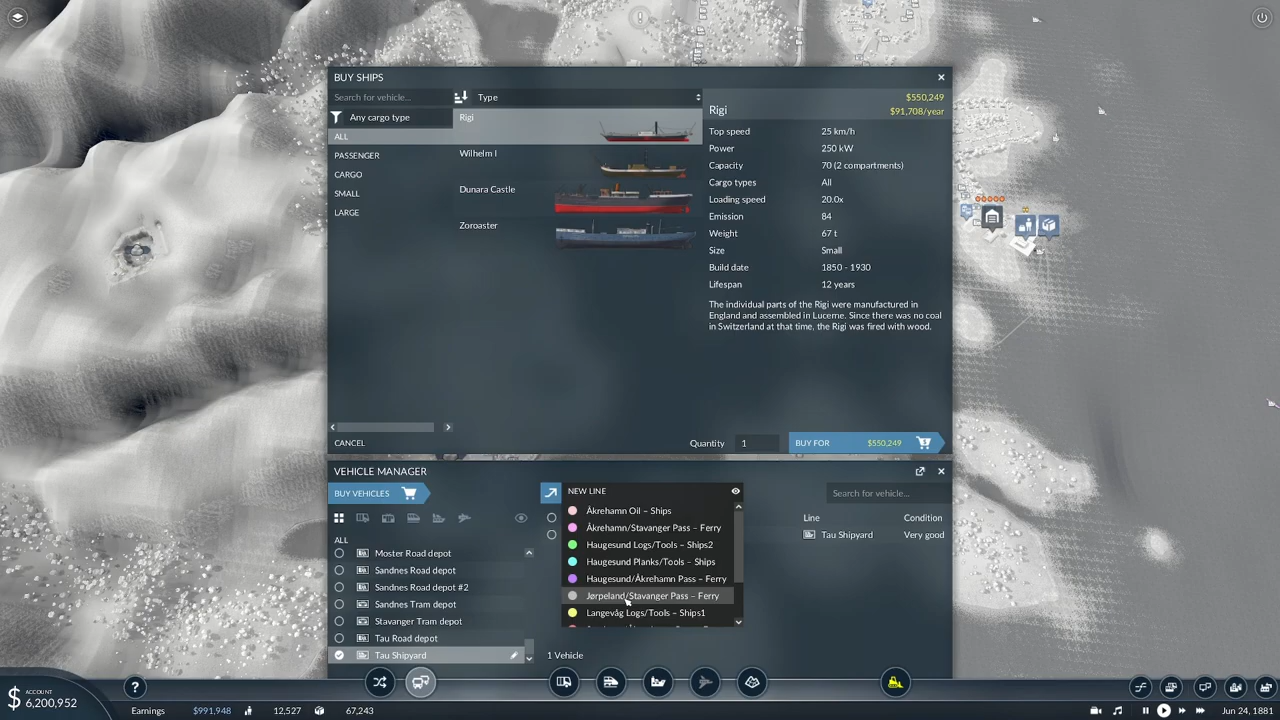 BUY SHIPS
Search for vehicle...
Type
Any cargo type
ALL
PASSENGER
CARGO
SMALL
LARGE
Rigi
Wilhelm I
Dunara Castle
Zoroaster
$550,249
Rigi
$91,708/year
Top speed 25 km/h
Power 250 kW
Capacity 70 (2 compartments)
Cargo types All
Loading speed 20.0x
Emission 84
Weight 67 t
Size Small
Build date 1850 - 1930
Lifespan 12 years
The individual parts of the Rigi were manufactured in
England and assembled in Lucerne. Since there was no coal
in Switzerland at that time, the Rigi was fired with wood.
CANCEL
Quantity 1
BUY FOR $550,249
VEHICLE MANAGER
BUY VEHICLES
NEW LINE
Search for vehicle...
ALL
Moster Road depot
Sandnes Road depot
Sandnes Road depot #2
Sandnes Tram depot
Stavanger Tram depot
Tau Road depot
Tau Shipyard
Åkrehamn Oil – Ships
Åkrehamn/Stavanger Pass – Ferry
Haugesund Logs/Tools – Ships2
Haugesund Planks/Tools – Ships
Haugesund/Åkrehamn Pass – Ferry
Jørpeland/Stavanger Pass – Ferry
Langevåg Logs/Tools – Ships1
Line Condition
Tau Shipyard Very good
1 Vehicle
$ ACCOUNT
6,200,952
?
Earnings $991,948 12,527 67,243
Jun 24, 1881